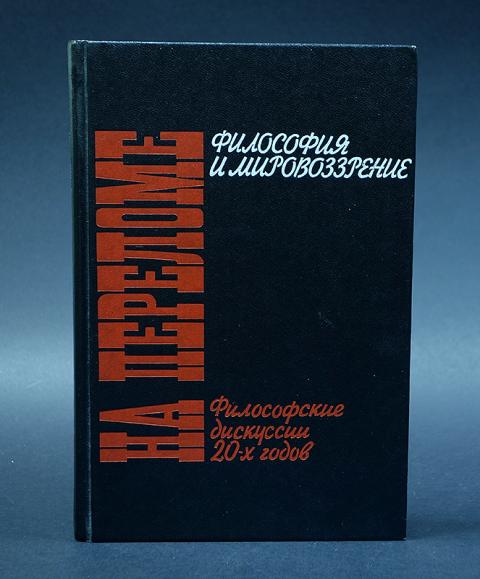 НА ПЕРЕЛОМЕ
ФИЛОСОФИЯ
И МИРОВОЗЗРЕНИЕ
Философские
дискуссии
20-х годов